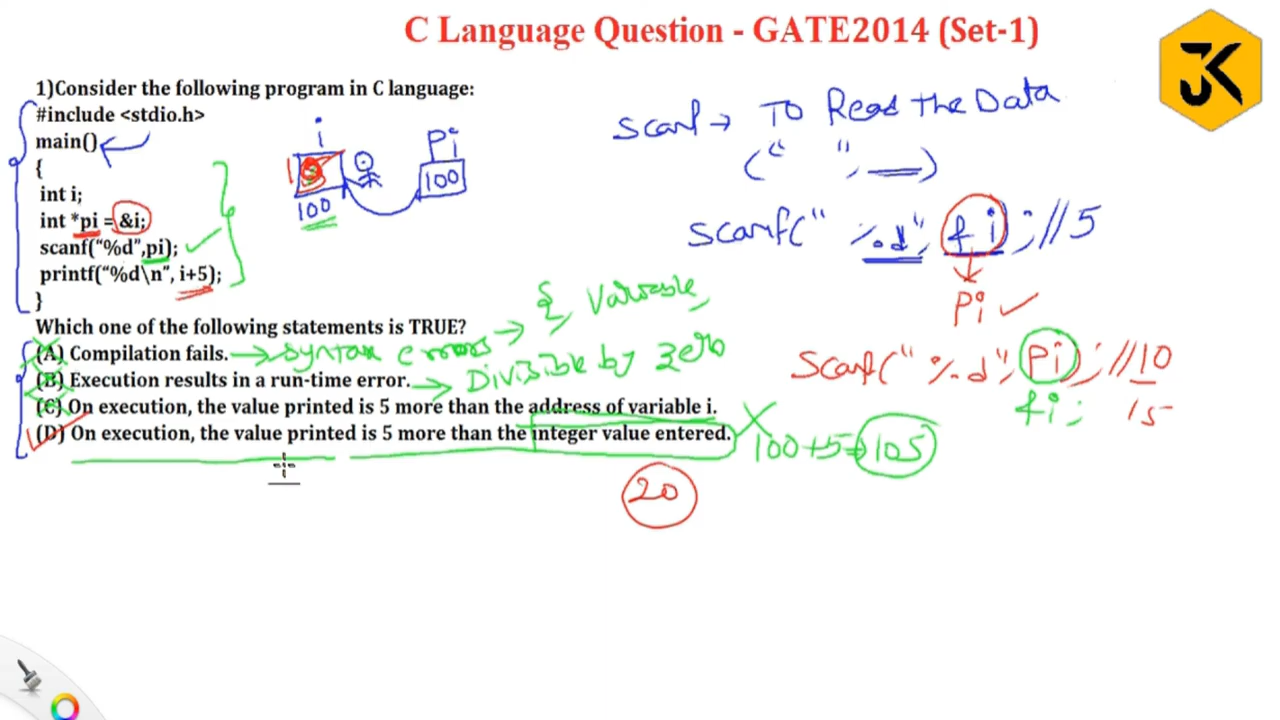 C Language Question - GATE2014 (Set-1)
JK
1)Consider the following program in C language:
#include <stdio.h>
main()
{
int i;
int *pi = &i;
scanf("%d",pi);
printf("%d\n", i+5);
}
Which one of the following statements is TRUE?
(A) Compilation fails.
(B) Execution results in a run-time error.
(C) On execution, the value printed is 5 more than the address of variable i.
(D) On execution, the value printed is 5 more than the integer value entered.
i
Pi
100
100
Scanf → To Read the Data
(" ", )
Scanf("%d", &i); //5
Pi
Variable
→ Syntax errors →
→ Divisible by Zero
Scanf("%d", Pi); //10
&i; 15
100+5 = 105
20